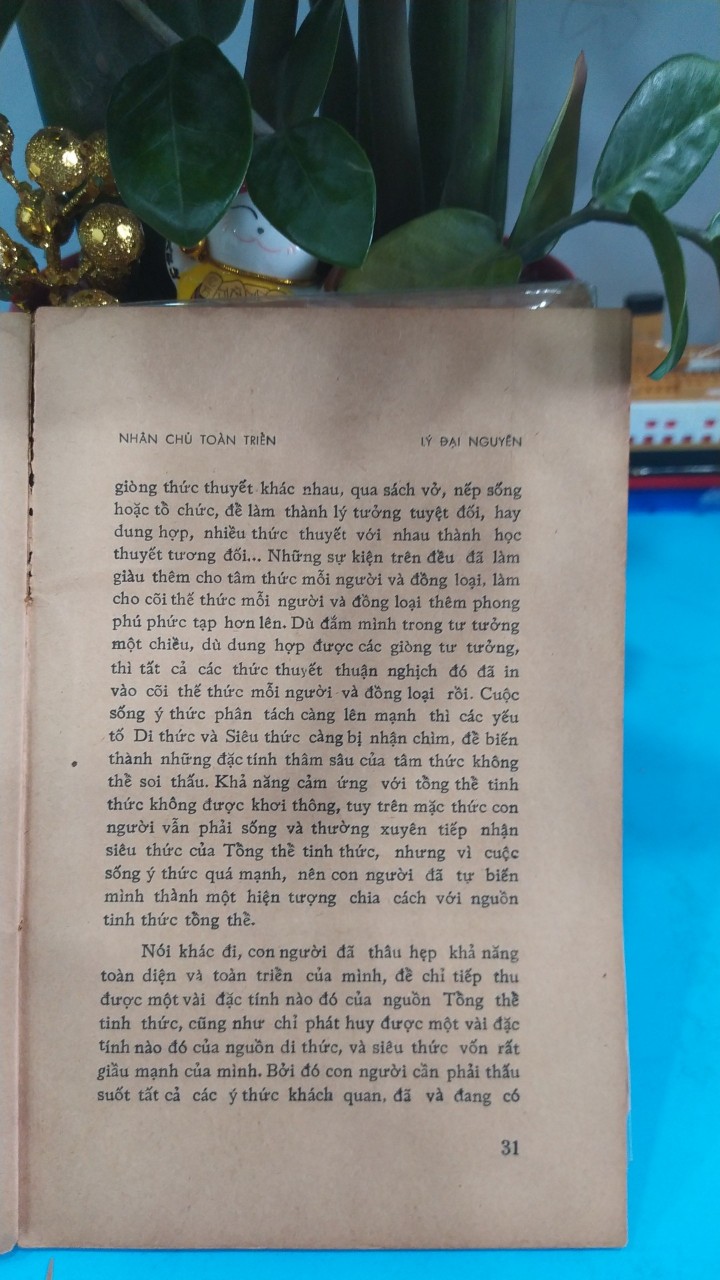 NHÂN CHỦ TOÀN TRIỂN LÝ ĐẠI NGUYÊN
giòng thức thuyết khác nhau, qua sách vở, nếp sống
hoặc tổ chức, để làm thành lý tưởng tuyệt đối, hay
dung hợp, nhiều thức thuyết với nhau thành học
thuyết tương đối... Những sự kiện trên đều đã làm
giàu thêm cho tâm thức mỗi người và đồng loại, làm
cho cõi thế thức mỗi người và đồng loại thêm phong
phú phức tạp hơn lên. Dù đắm mình trong tư tưởng
một chiều, dù dung hợp được các giòng tư tưởng,
thì tất cả các thức thuyết thuận nghịch đó đã in
vào cõi thế thức mỗi người và đồng loại rồi. Cuộc
sống ý thức phân tách càng lên mạnh thì các yếu
tố Di thức và Siêu thức càng bị nhận chìm, để biến
thành những đặc tính thâm sâu của tâm thức không
thể soi thấu. Khả năng cảm ứng với tổng thể tinh
thức không được khơi thông, tuy trên mặc thức con
người vẫn phải sống và thường xuyên tiếp nhận
siêu thức của Tổng thể tinh thức, nhưng vì cuộc
sống ý thức quá mạnh, nên con người đã tự biến
mình thành một hiện tượng chia cách với nguồn
tinh thức tổng thể.
Nói khác đi, con người đã thâu hẹp khả năng
toàn diện và toàn triển của mình, để chỉ tiếp thu
được một vài đặc tính nào đó của nguồn Tổng thể
tinh thức, cũng như chỉ phát huy được một vài đặc
tính nào đó của nguồn di thức, và siêu thức vốn rất
giầu mạnh của mình. Bởi đó con người cần phải thấu
suốt tất cả các ý thức khách quan, đã và đang có
31